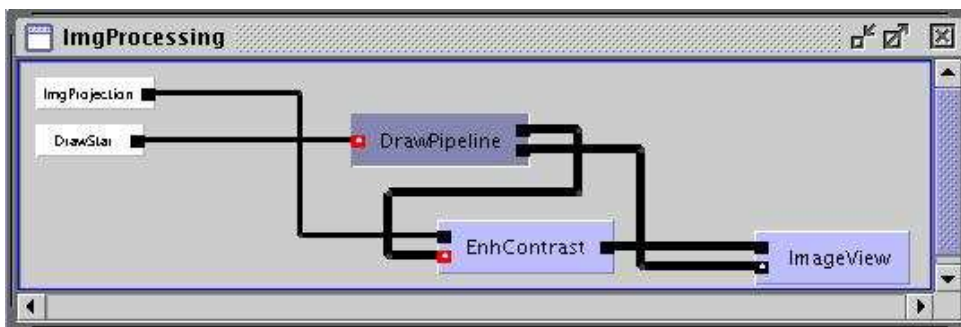 ImgProcessing
ImgProjection
DrawStar
DrawPipeline
EnhContrast
ImageView